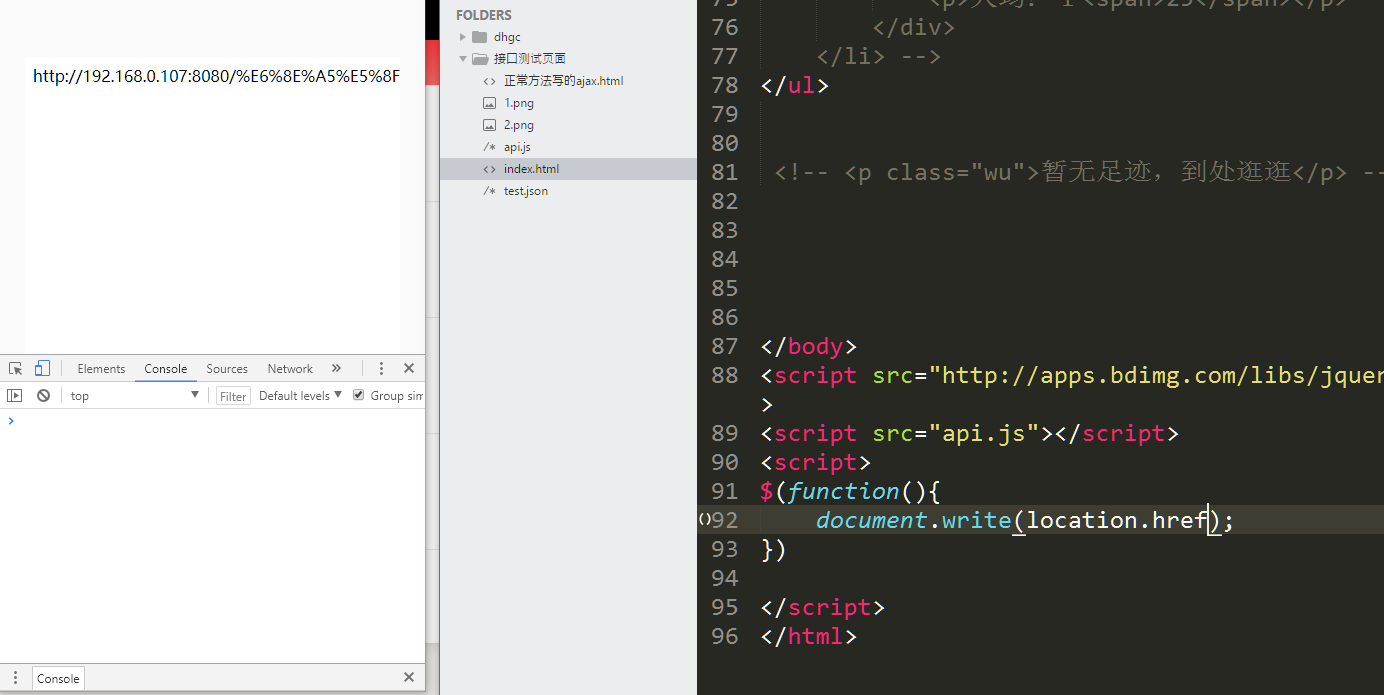 http://192.168.0.107:8080/%E6%8E%A5%E5%8F
Elements Console Sources Network »
top Filter Default levels Group sim
Console
FOLDERS
dhgc
接口测试页面
正常方法写的ajax.html
1.png
2.png
api.js
index.html
test.json
75 <span>25</span></p>
76 </div>
77 </li> -->
78 </ul>
79
80
81 <!-- <p class="wu">暂无足迹，到处逛逛</p> --
82
83
84
85
86
87 </body>
88 <script src="http://apps.bdimg.com/libs/jquer
>
89 <script src="api.js"></script>
90 <script>
91 $(function(){
92 document.write(location.href);
93 })
94
95 </script>
96 </html>